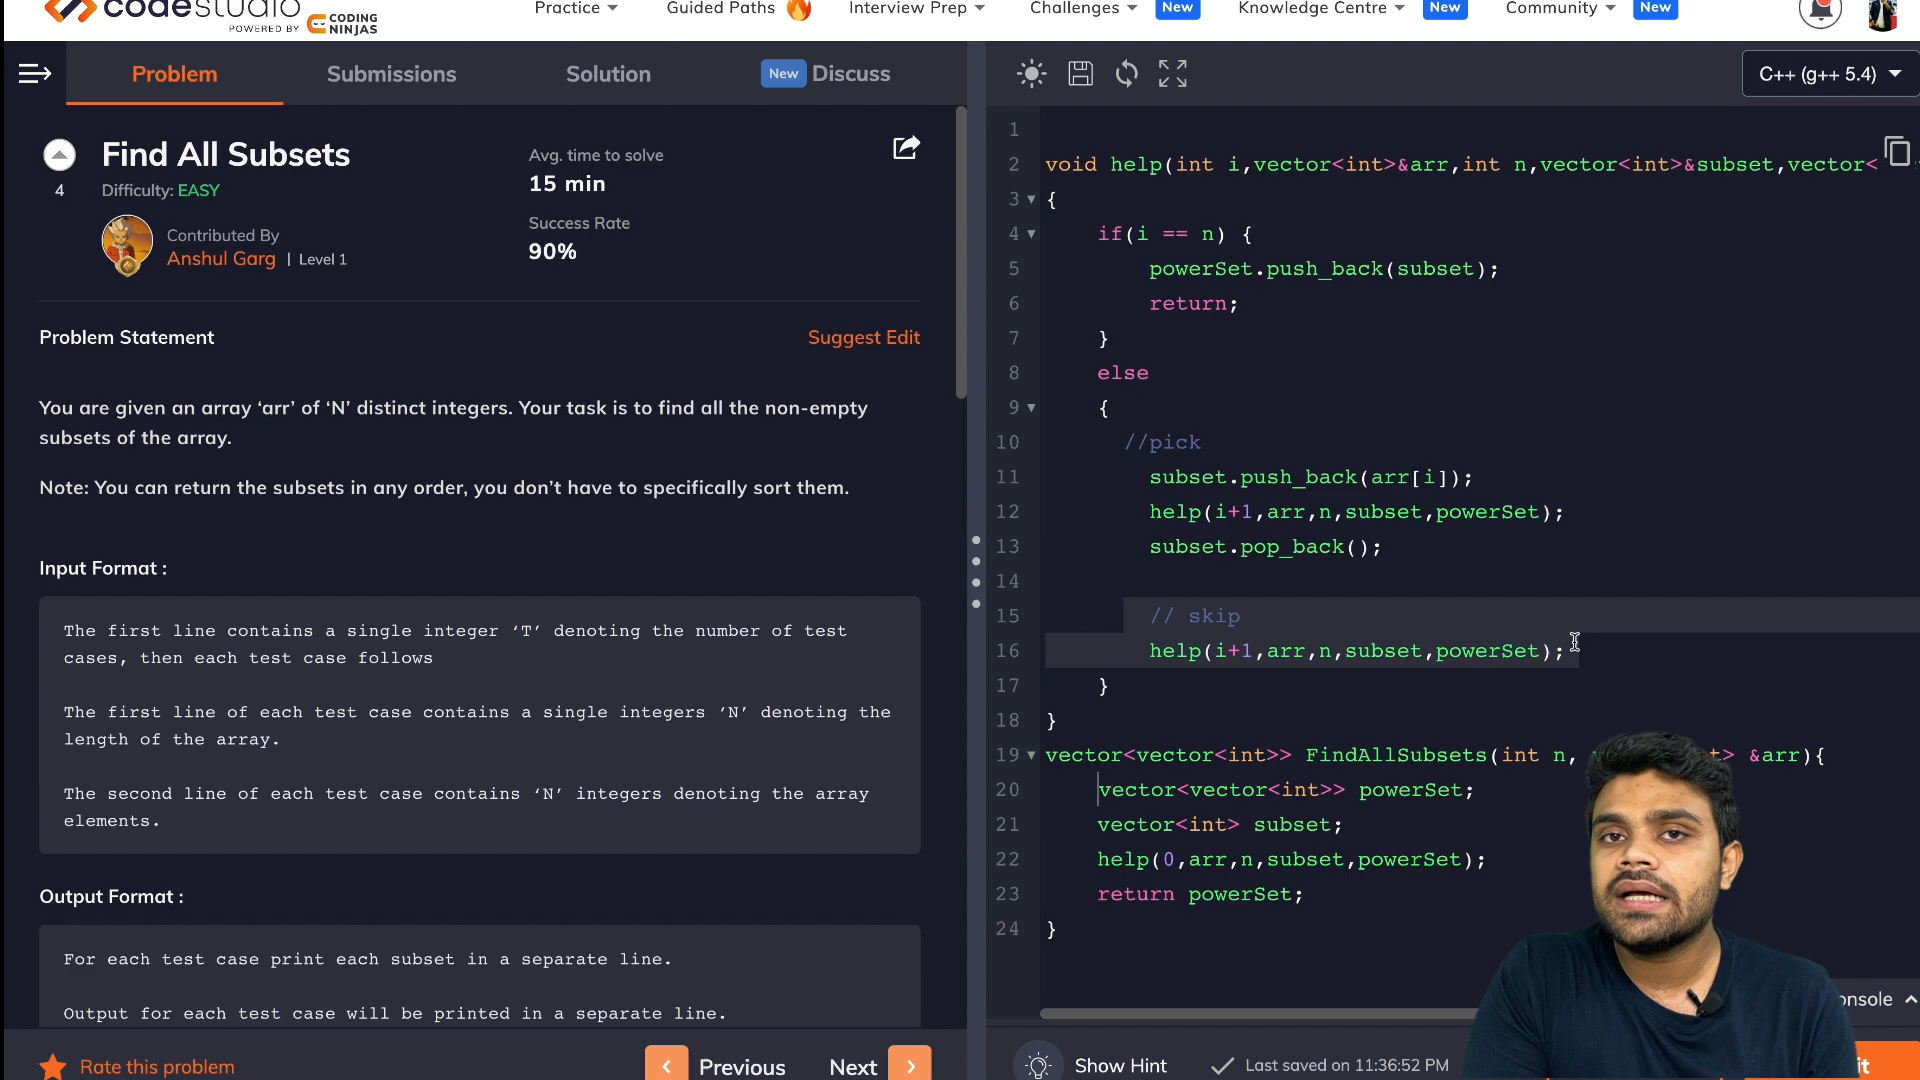 codestudio
POWERED BY CODING NINJAS
Practice
Guided Paths
Interview Prep
Challenges
New
Knowledge Centre
New
Community
New
Problem
Submissions
Solution
New Discuss
C++ (g++ 5.4)
Find All Subsets
Difficulty: EASY
4
Contributed By
Anshul Garg | Level 1
Avg. time to solve
15 min
Success Rate
90%
Problem Statement
Suggest Edit
You are given an array ‘arr’ of ‘N’ distinct integers. Your task is to find all the non-empty
subsets of the array.
Note: You can return the subsets in any order, you don’t have to specifically sort them.
Input Format :
The first line contains a single integer ‘T’ denoting the number of test
cases, then each test case follows
The first line of each test case contains a single integers ‘N’ denoting the
length of the array.
The second line of each test case contains ‘N’ integers denoting the array
elements.
Output Format :
For each test case print each subset in a separate line.
Output for each test case will be printed in a separate line.
Rate this problem
Previous
Next
1
2 void help(int i,vector<int>&arr,int n,vector<int>&subset,vector<
3 {
4 if(i == n) {
5 powerSet.push_back(subset);
6 return;
7 }
8 else
9 {
10 //pick
11 subset.push_back(arr[i]);
12 help(i+1,arr,n,subset,powerSet);
13 subset.pop_back();
14
15 // skip
16 help(i+1,arr,n,subset,powerSet);
17 }
18 }
19 vector<vector<int>> FindAllSubsets(int n, > &arr){
20 vector<vector<int>> powerSet;
21 vector<int> subset;
22 help(0,arr,n,subset,powerSet);
23 return powerSet;
24 }
Show Hint
Last saved on 11:36:52 PM